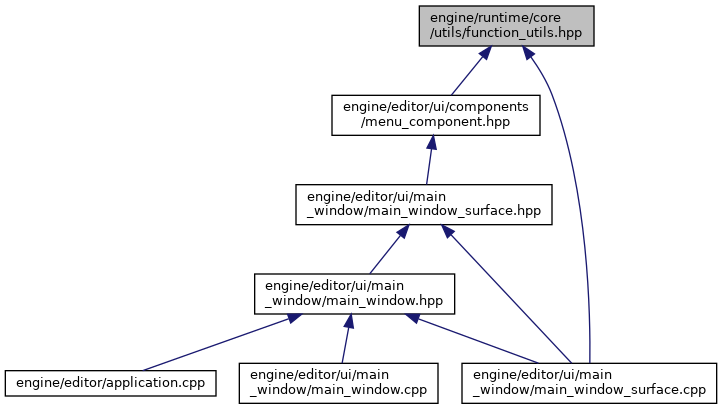 engine/runtime/core
/utils/function_utils.hpp
engine/editor/ui/components
/menu_component.hpp
engine/editor/ui/main
_window/main_window_surface.hpp
engine/editor/ui/main
_window/main_window.hpp
engine/editor/application.cpp
engine/editor/ui/main
_window/main_window.cpp
engine/editor/ui/main
_window/main_window_surface.cpp